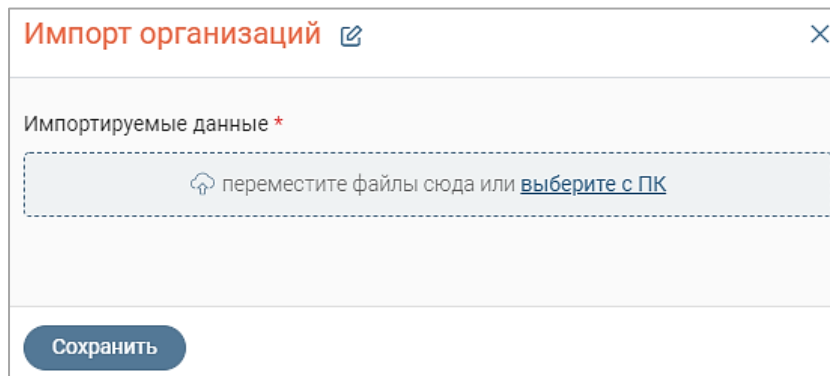 Импорт организаций
Импортируемые данные *
переместите файлы сюда или выберите с ПК
Сохранить